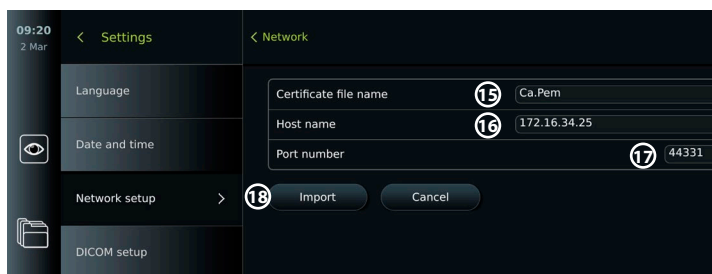 09:20
2 Mar
Settings
Network
Language
Date and time
Network setup
DICOM setup
Certificate file name 15 Ca.Pem
Host name 16 172.16.34.25
Port number 17 44331
18 Import Cancel